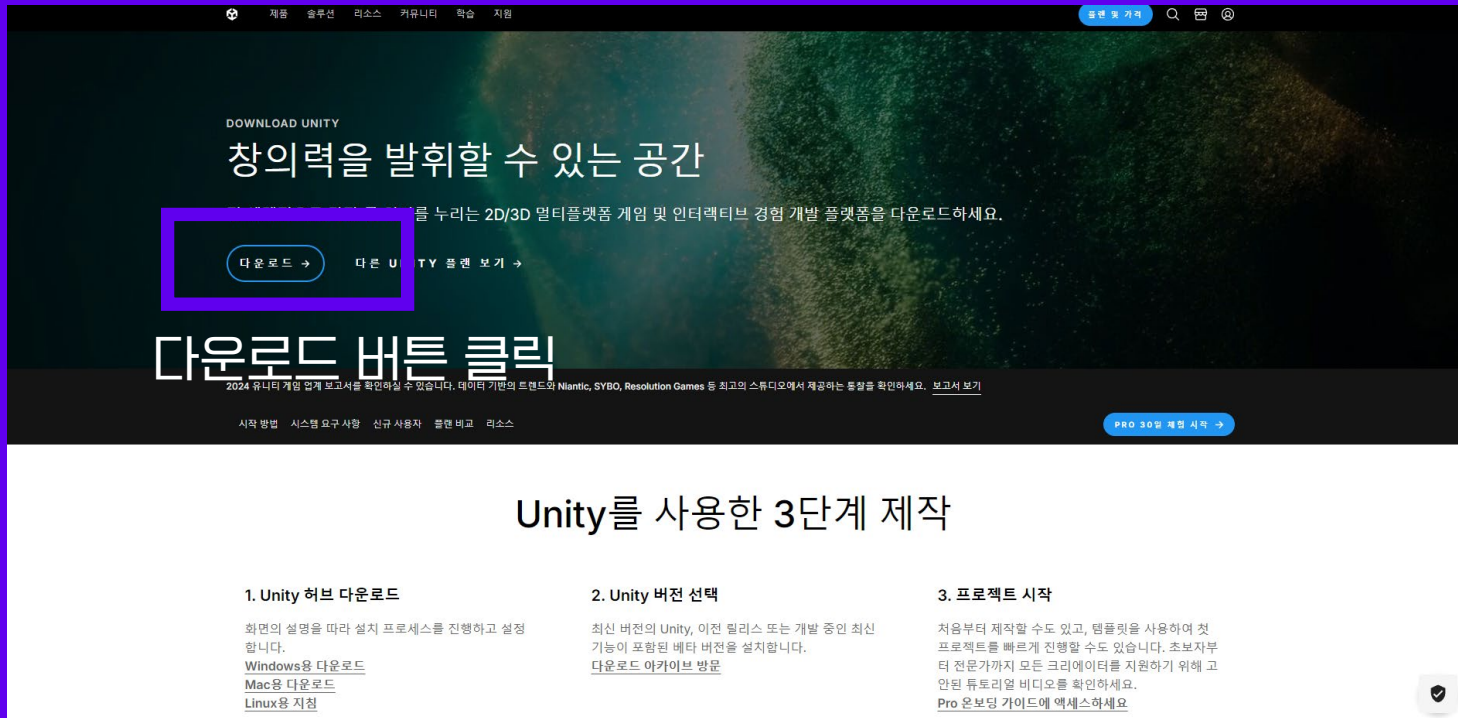 제품 솔루션 리소스 커뮤니티 학습 지원
플랜 및 가격
DOWNLOAD UNITY
창의력을 발휘할 수 있는 공간
누리는 2D/3D 멀티플랫폼 게임 및 인터랙티브 경험 개발 플랫폼을 다운로드하세요.
다운로드 →
다른 UNITY 플랜 보기 →
다운로드 버튼 클릭
2024 유니티 게임 업계 보고서를 확인하실 수 있습니다. 데이터 기반의 트렌드와 Niantic, SYBO, Resolution Games 등 최고의 스튜디오에서 제공하는 통찰을 확인하세요. 보고서 보기
시작 방법 시스템 요구 사항 신규 사용자 플랜 비교 리소스
PRO 30일 체험 시작 →
Unity를 사용한 3단계 제작
1. Unity 허브 다운로드
화면의 설명을 따라 설치 프로세스를 진행하고 설정
합니다.
Windows용 다운로드
Mac용 다운로드
Linux용 지침
2. Unity 버전 선택
최신 버전의 Unity, 이전 릴리스 또는 개발 중인 최신
기능이 포함된 베타 버전을 설치합니다.
다운로드 아카이브 방문
3. 프로젝트 시작
처음부터 제작할 수도 있고, 템플릿을 사용하여 첫
프로젝트를 빠르게 진행할 수도 있습니다. 초보자부
터 전문가까지 모든 크리에이터를 지원하기 위해 고
안된 튜토리얼 비디오를 확인하세요.
Pro 온보딩 가이드에 액세스하세요